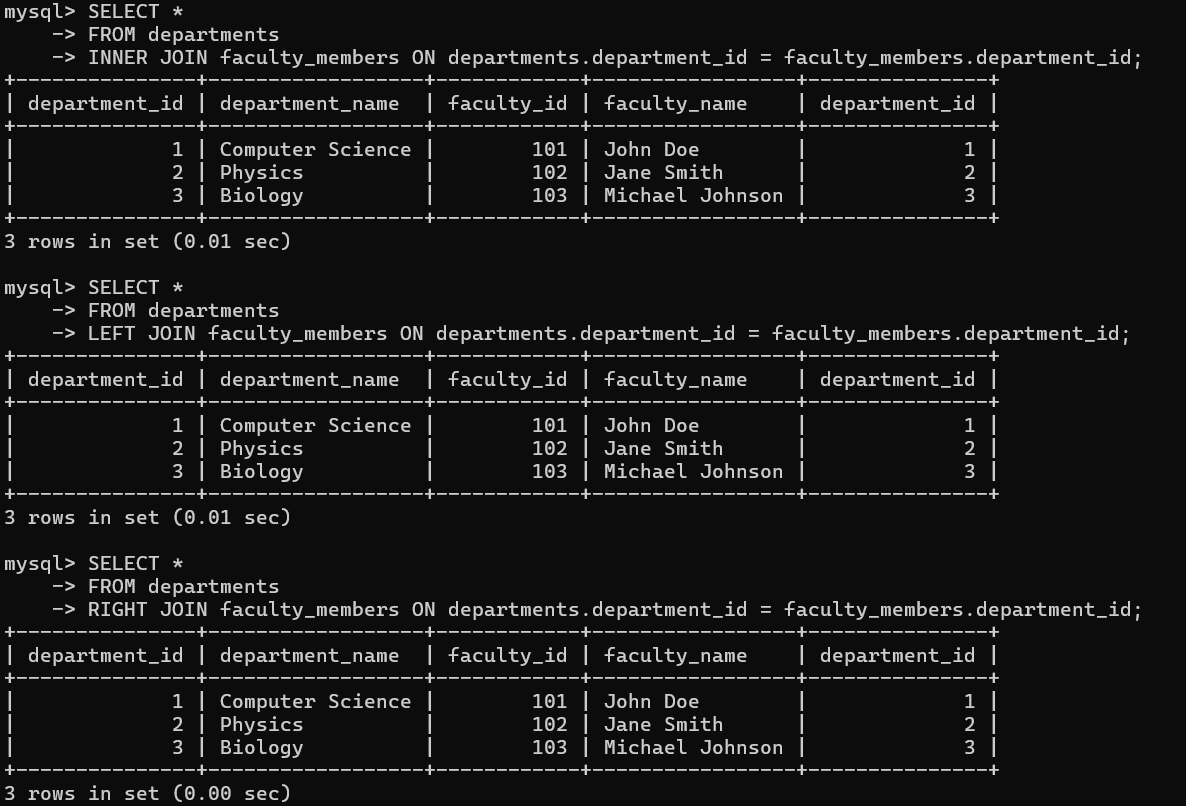 mysql> SELECT *
    -> FROM departments
    -> INNER JOIN faculty_members ON departments.department_id = faculty_members.department_id;
+---------------+------------------+------------+-----------------+---------------+
| department_id | department_name  | faculty_id | faculty_name    | department_id |
+---------------+------------------+------------+-----------------+---------------+
|             1 | Computer Science |        101 | John Doe        |             1 |
|             2 | Physics          |        102 | Jane Smith      |             2 |
|             3 | Biology          |        103 | Michael Johnson |             3 |
+---------------+------------------+------------+-----------------+---------------+
3 rows in set (0.01 sec)

mysql> SELECT *
    -> FROM departments
    -> LEFT JOIN faculty_members ON departments.department_id = faculty_members.department_id;
+---------------+------------------+------------+-----------------+---------------+
| department_id | department_name  | faculty_id | faculty_name    | department_id |
+---------------+------------------+------------+-----------------+---------------+
|             1 | Computer Science |        101 | John Doe        |             1 |
|             2 | Physics          |        102 | Jane Smith      |             2 |
|             3 | Biology          |        103 | Michael Johnson |             3 |
+---------------+------------------+------------+-----------------+---------------+
3 rows in set (0.01 sec)

mysql> SELECT *
    -> FROM departments
    -> RIGHT JOIN faculty_members ON departments.department_id = faculty_members.department_id;
+---------------+------------------+------------+-----------------+---------------+
| department_id | department_name  | faculty_id | faculty_name    | department_id |
+---------------+------------------+------------+-----------------+---------------+
|             1 | Computer Science |        101 | John Doe        |             1 |
|             2 | Physics          |        102 | Jane Smith      |             2 |
|             3 | Biology          |        103 | Michael Johnson |             3 |
+---------------+------------------+------------+-----------------+---------------+
3 rows in set (0.00 sec)